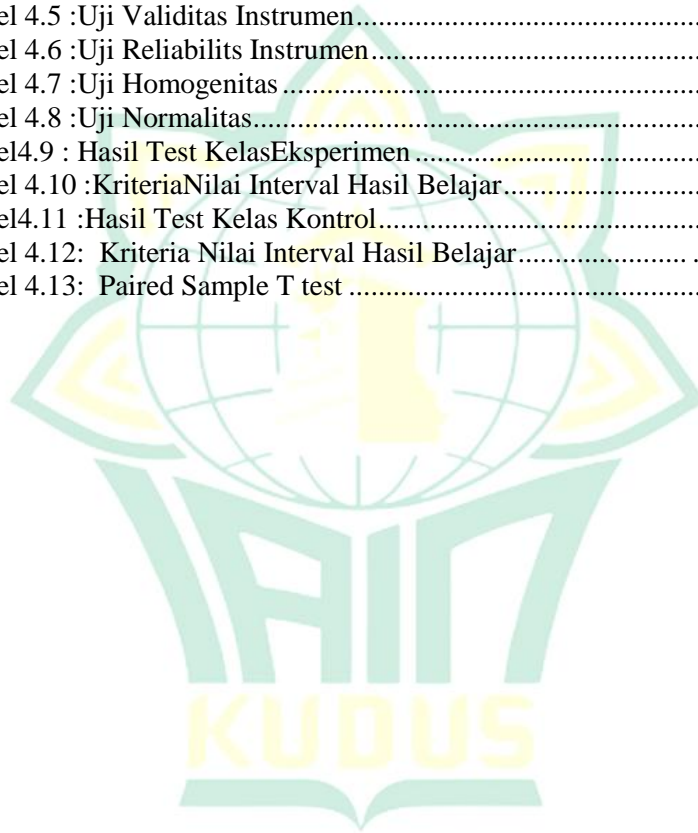 el 4.5 :Uji Validitas Instrumen
el 4.6 :Uji Reliabilits Instrumen
el 4.7 :Uji Homogenitas
el 4.8 :Uji Normalitas
el4.9 : Hasil Test KelasEksperimen
el 4.10 :KriteriaNilai Interval Hasil Belajar
el4.11 :Hasil Test Kelas Kontrol
el 4.12: Kriteria Nilai Interval Hasil Belajar
el 4.13: Paired Sample T test
IAIN
KUDUS